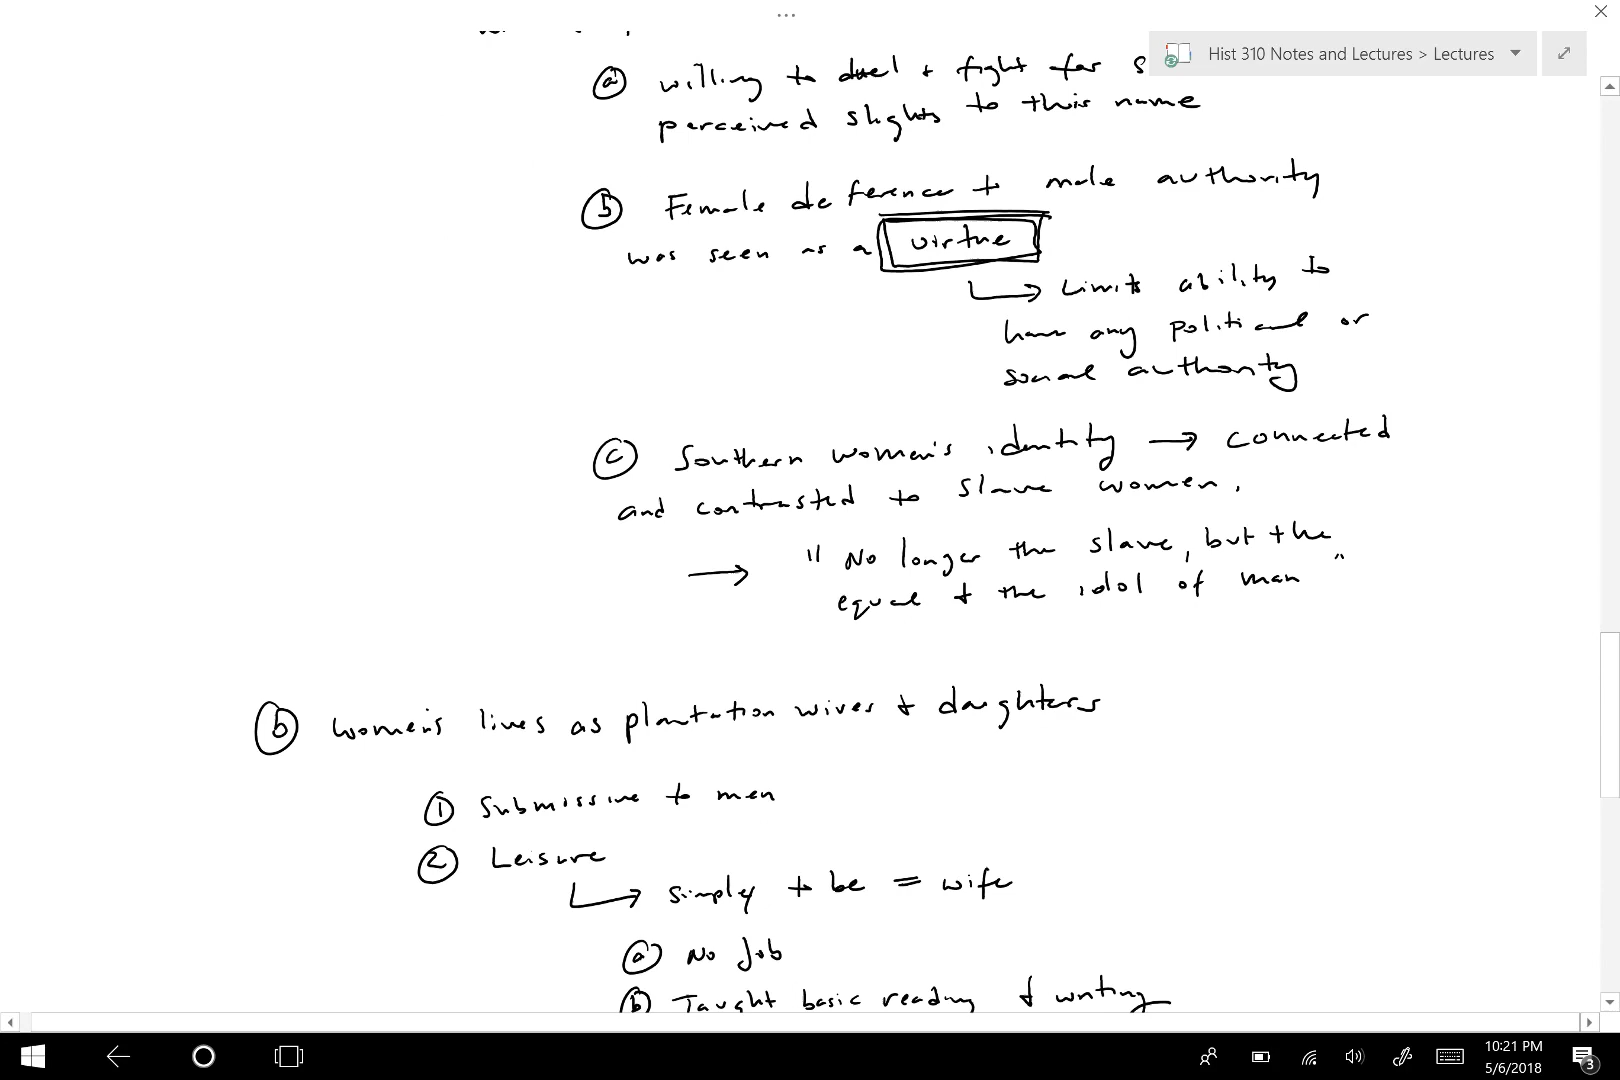 Hist 310 Notes and Lectures > Lectures
(a) willing to duel + fight for
perceived slights to this name
(b) Female deference to male authority
was seen as a virtue
Limits ability to
have any political or
social authority
(c) Southern women's identity → connected
and contrasted to slave women.
→ "No longer the slave, but the
equal + the idol of man"
(b) women's lives as plantation wives + daughters
(1) Submissive to men
(2) Leisure
↳ simply to be = wife
(a) No Job
(b) Taught basic reading + writing
10:21 PM
5/6/2018
3